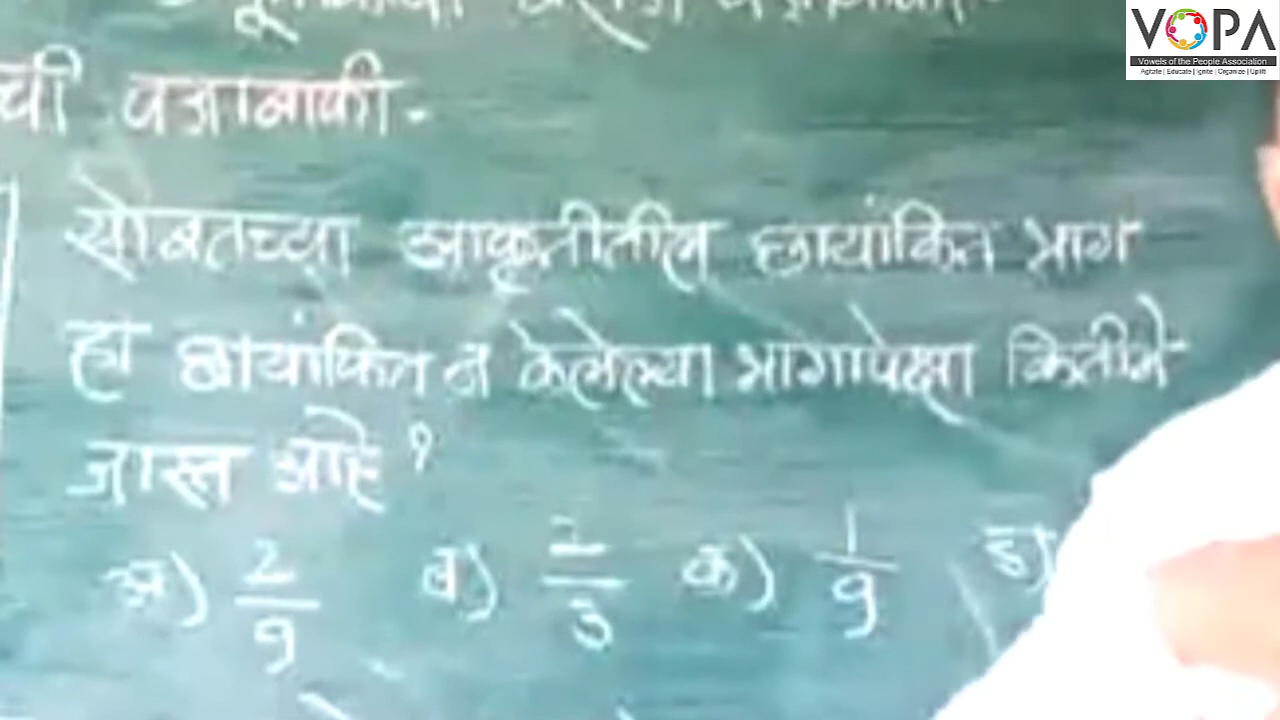 VOPA
Vowels of the People Association
Agitate | Educate | Ignite | Organize | Uplift
ची वजाबाकी.
सोबतच्या आकृतीतील छायांकित भाग
हा छायांकित न केलेल्या भागापेक्षा कितीने
जास्त आहे ?
अ) 2/9 ब) 2/3 क) 1/9 ड)